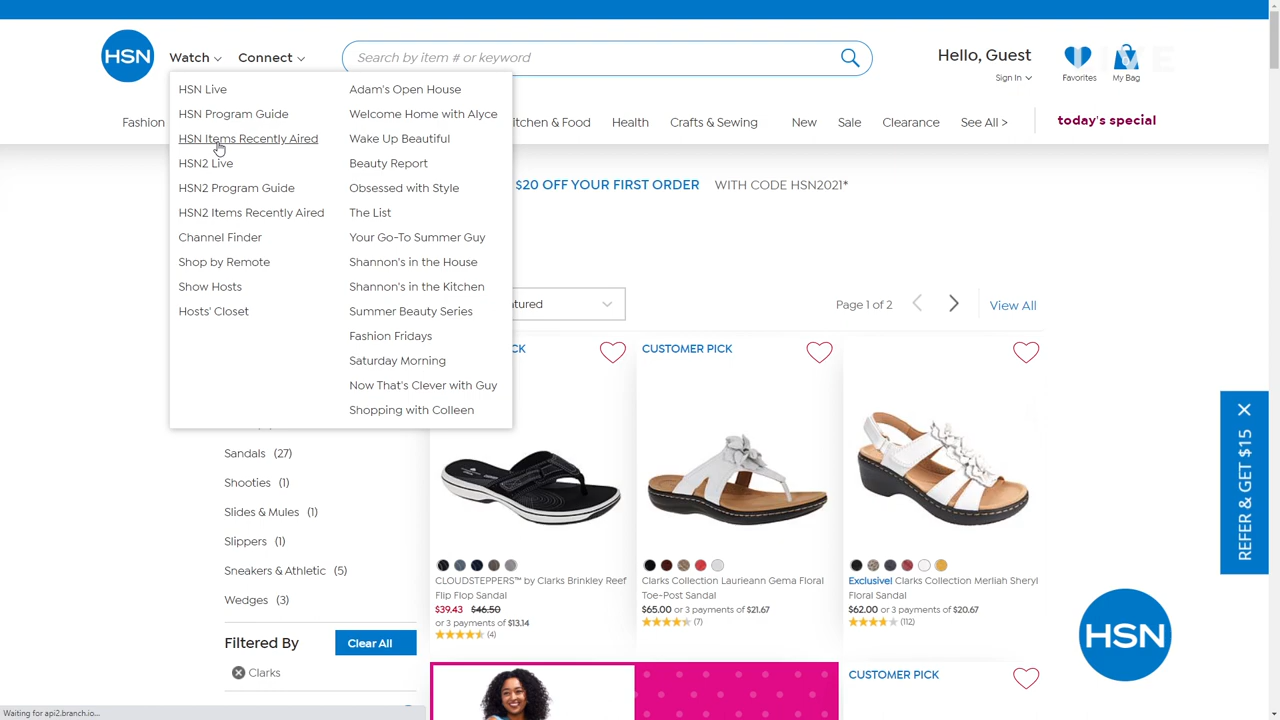 HSN
Watch
Connect
Search by item # or keyword
Hello, Guest
Sign In
Favorites
My Bag
HSN Live
HSN Program Guide
HSN Items Recently Aired
HSN2 Live
HSN2 Program Guide
HSN2 Items Recently Aired
Channel Finder
Shop by Remote
Show Hosts
Hosts' Closet
Adam's Open House
Welcome Home with Alyce
Wake Up Beautiful
Beauty Report
Obsessed with Style
The List
Your Go-To Summer Guy
Shannon's in the House
Shannon's in the Kitchen
Summer Beauty Series
Fashion Fridays
Saturday Morning
Now That's Clever with Guy
Shopping with Colleen
Fashion
itchen & Food
Health
Crafts & Sewing
New
Sale
Clearance
See All >
today's special
$20 OFF YOUR FIRST ORDER WITH CODE HSN2021*
tured
Page 1 of 2
View All
Sandals (27)
Shooties (1)
Slides & Mules (1)
Slippers (1)
Sneakers & Athletic (5)
Wedges (3)
Filtered By
Clear All
Clarks
CK
CLOUDSTEPPERS™ by Clarks Brinkley Reef
Flip Flop Sandal
$39.43 $46.50
or 3 payments of $13.14
(4)
CUSTOMER PICK
Clarks Collection Laurieann Gema Floral
Toe-Post Sandal
$65.00 or 3 payments of $21.67
(7)
Exclusive! Clarks Collection Merliah Sheryl
Floral Sandal
$62.00 or 3 payments of $20.67
(112)
CUSTOMER PICK
REFER & GET $15
HSN
Waiting for api2.branch.io...